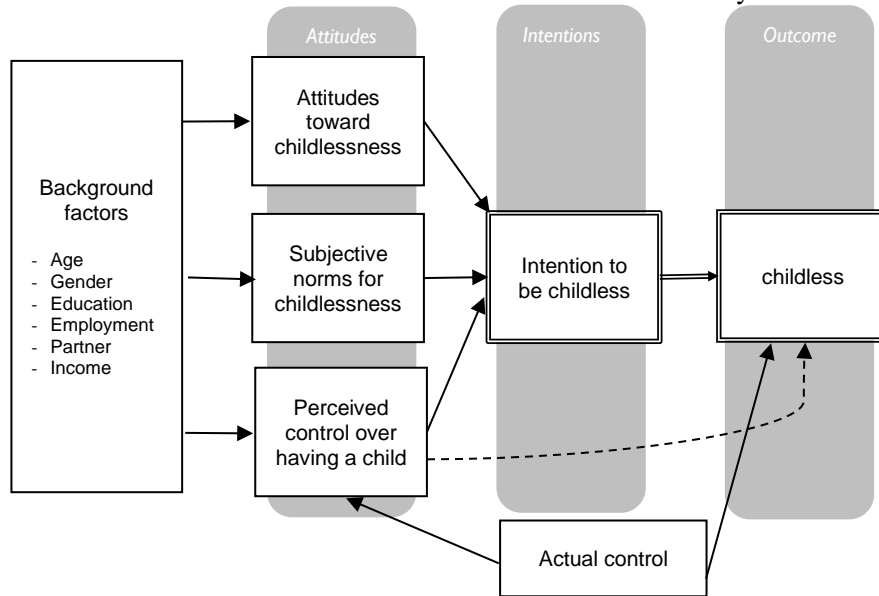 Attitudes
Intentions
Outcome
Background
factors
- Age
- Gender
- Education
- Employment
- Partner
- Income
Attitudes
toward
childlessness
Subjective
norms for
childlessness
Perceived
control over
having a child
Intention to
be childless
childless
Actual control